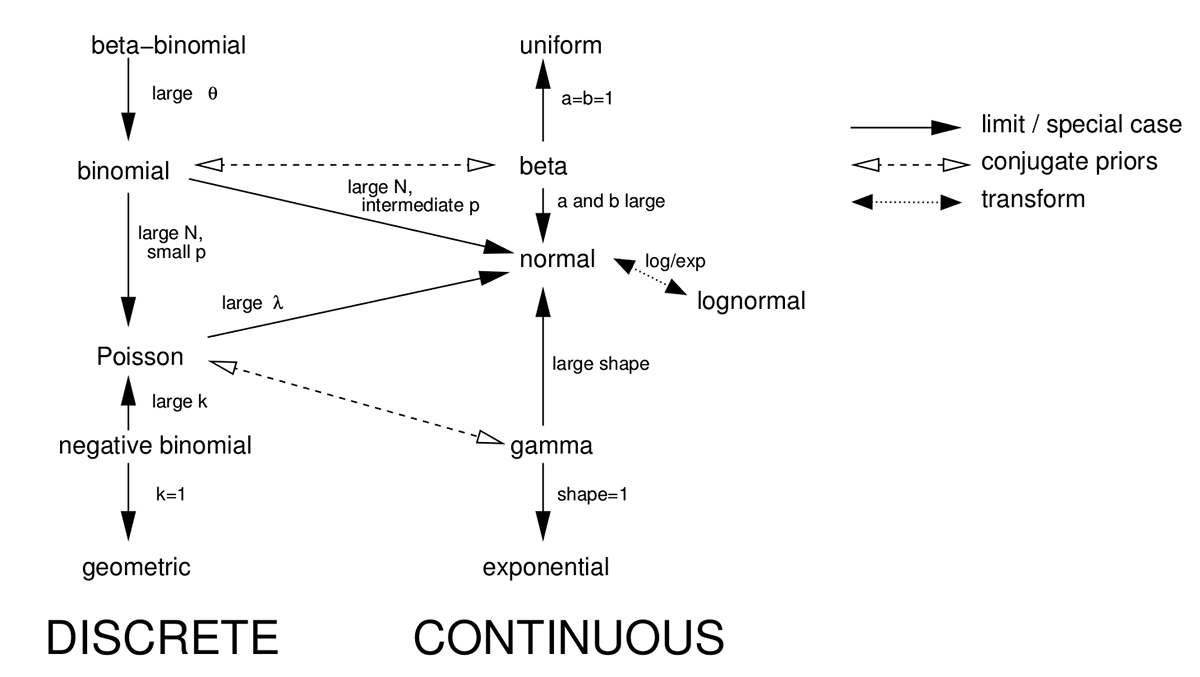 beta−binomial
uniform
large θ
a=b=1
limit / special case
binomial
beta
conjugate priors
large N,
intermediate p
a and b large
transform
large N,
small p
normal
log/exp
lognormal
large λ
Poisson
large shape
large k
negative binomial
gamma
k=1
shape=1
geometric
exponential
DISCRETE
CONTINUOUS